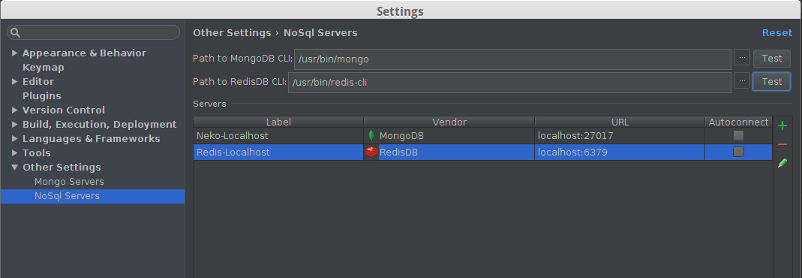 Settings
Other Settings › NoSql Servers
Reset
Appearance & Behavior
Keymap
Editor
Plugins
Version Control
Build, Execution, Deployment
Languages & Frameworks
Tools
Other Settings
Mongo Servers
NoSql Servers
Path to MongoDB CLI: /usr/bin/mongo ... Test
Path to RedisDB CLI: /usr/bin/redis-cli ... Test
Servers
Label Vendor URL Autoconnect
Neko-Localhost MongoDB localhost:27017
Redis-Localhost RedisDB localhost:6379